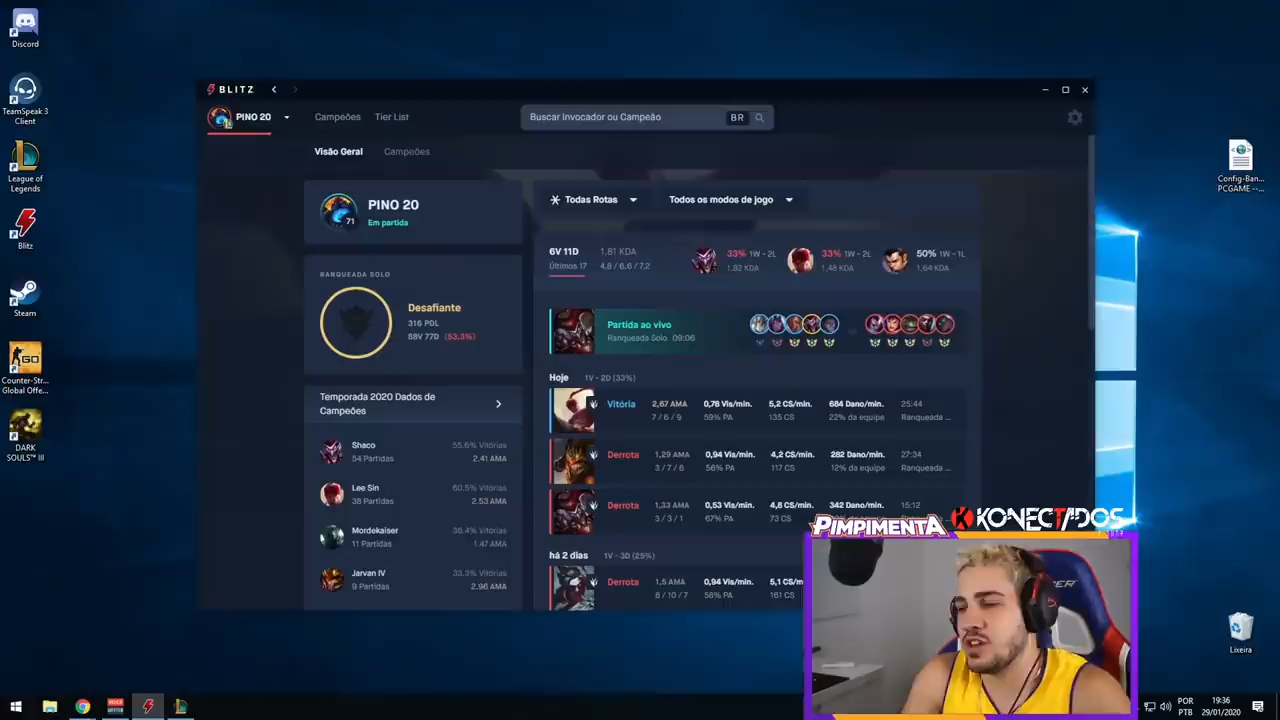 Discord
TeamSpeak 3
Client
League of
Legends
Blitz
Steam
Counter-Str...
Global Offe...
DARK
SOULS™ III
BLITZ
PINO 20
Campeões
Tier List
Buscar Invocador ou Campeão
BR
Visão Geral
Campeões
PINO 20
71
Em partida
RANQUEADA SOLO
Desafiante
316 PDL
88V 77D (53,3%)
Temporada 2020 Dados de
Campeões
Shaco
54 Partidas
55.6% Vitórias
2.41 AMA
Lee Sin
38 Partidas
60.5% Vitórias
2.53 AMA
Mordekaiser
11 Partidas
36.4% Vitórias
1.47 AMA
Jarvan IV
9 Partidas
33.3% Vitórias
2.96 AMA
Todas Rotas
Todos os modos de jogo
6V 11D
Últimos 17
1,81 KDA
4,8 / 6,6 / 7,2
33% 1W - 2L
1,82 KDA
33% 1W - 2L
1,48 KDA
50% 1W - 1L
1,64 KDA
Partida ao vivo
Ranqueada Solo 09:06
Hoje 1V - 2D (33%)
Vitória
2,67 AMA
7 / 6 / 9
0,78 Vis/min.
59% PA
5,2 CS/min.
135 CS
684 Dano/min.
22% da equipe
25:44
Ranqueada ...
Derrota
1,29 AMA
3 / 7 / 6
0,94 Vis/min.
56% PA
4,2 CS/min.
117 CS
282 Dano/min.
12% da equipe
27:34
Ranqueada ...
Derrota
1,33 AMA
3 / 3 / 1
0,53 Vis/min.
67% PA
4,8 CS/min.
73 CS
342 Dano/min.
15:12
há 2 dias 1V - 3D (25%)
Derrota
1,5 AMA
8 / 10 / 7
0,94 Vis/min.
58% PA
5,1 CS/m
161 CS
PIMPIMENTA
KONECTADOS
Config-Ban...
PCGAME --...
Lixeira
POR
PTB
19:36
29/01/2020